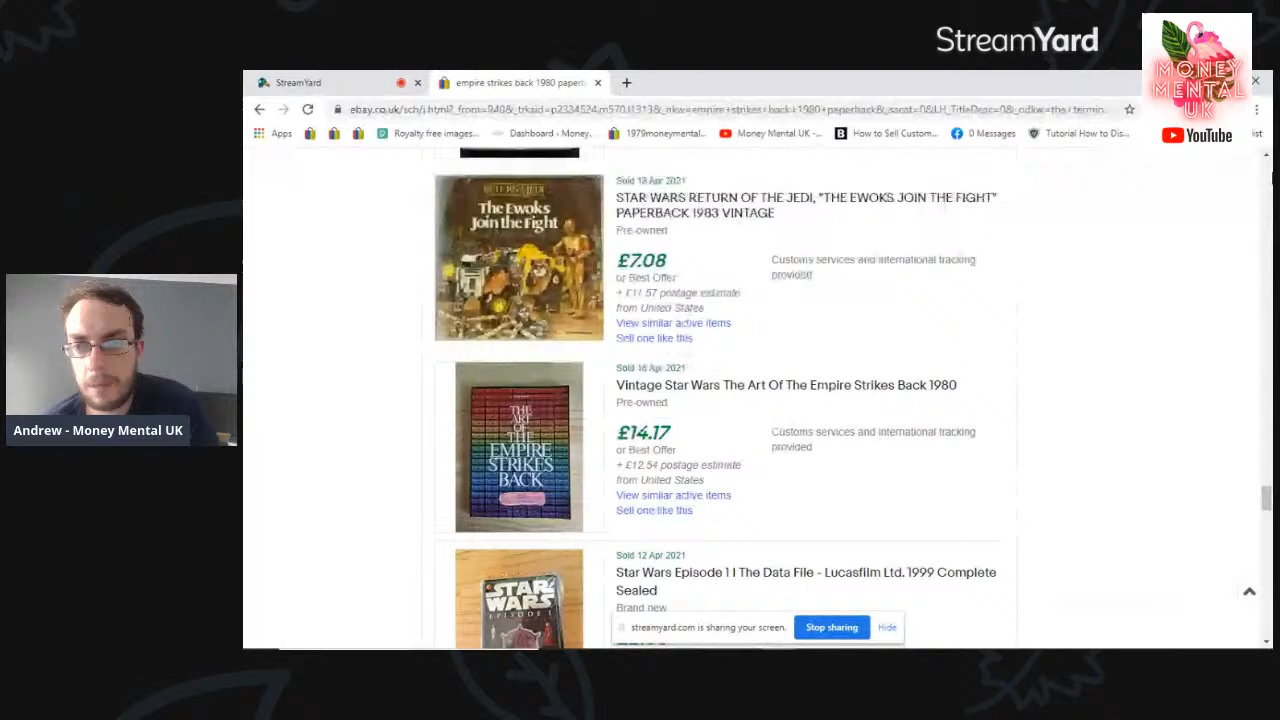 StreamYard
MONEY
MENTAL
UK
YouTube
StreamYard
empire strikes back 1980 paperb
Apps
Royalty free images...
Dashboard - Money...
1979moneymental...
Money Mental UK -...
How to Sell Custom...
0 Messages
Tutorial How to Dis...
list
The Ewoks
Join the Fight
STAR WARS RETURN OF THE JEDI, "THE EWOKS JOIN THE FIGHT"
PAPERBACK 1983 VINTAGE
Pre-owned
£7.08
or Best Offer
+ £11.57 postage estimate
from United States
View similar active items
Sell one like this
Customs services and international tracking
provided
THE
ART
OF
THE
EMPIRE
STRIKES
BACK
Sold 16 Apr 2021
Vintage Star Wars The Art Of The Empire Strikes Back 1980
Pre-owned
£14.17
or Best Offer
+ £12.54 postage estimate
from United States
View similar active items
Sell one like this
Customs services and international tracking
provided
STAR
WARS
EPISODE I
Sold 12 Apr 2021
Star Wars Episode 1 I The Data File - Lucasfilm Ltd. 1999 Complete
Sealed
Brand new
streamyard.com is sharing your screen.
Stop sharing
Hide
Andrew - Money Mental UK